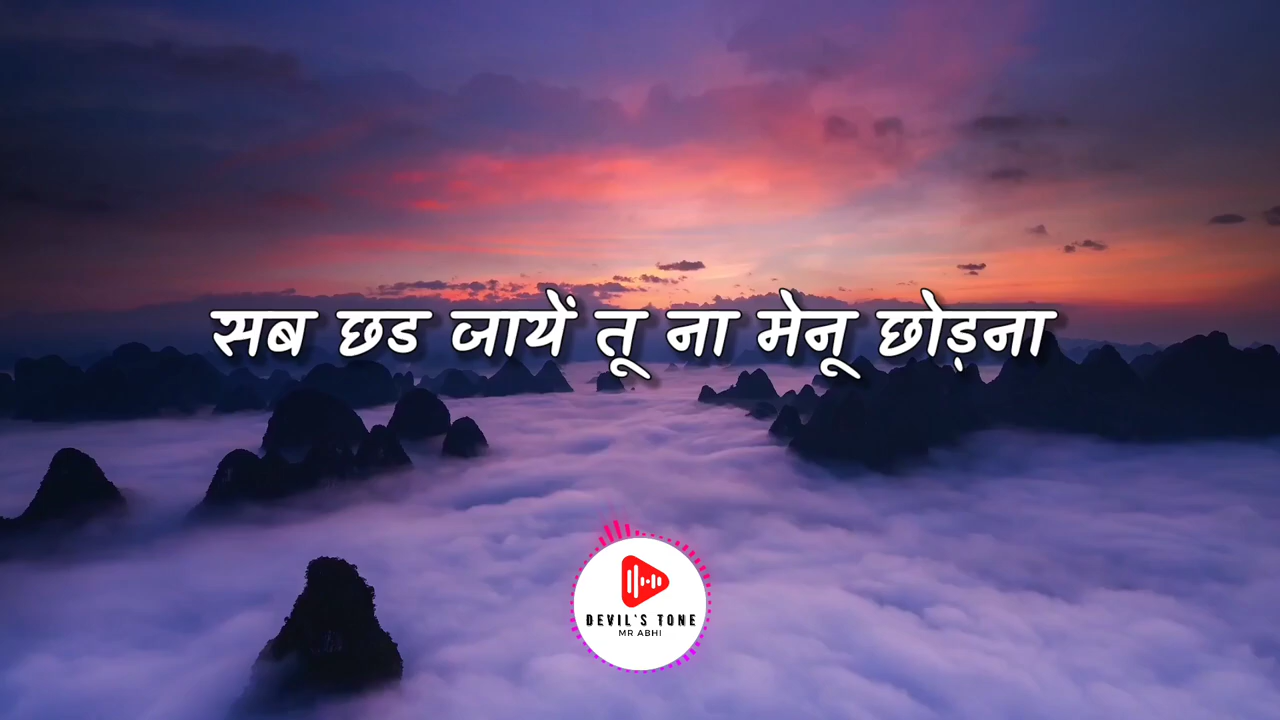 सब छड जायें तू ना मेनू छोड़ना
DEVIL'S TONE
MR ABHI